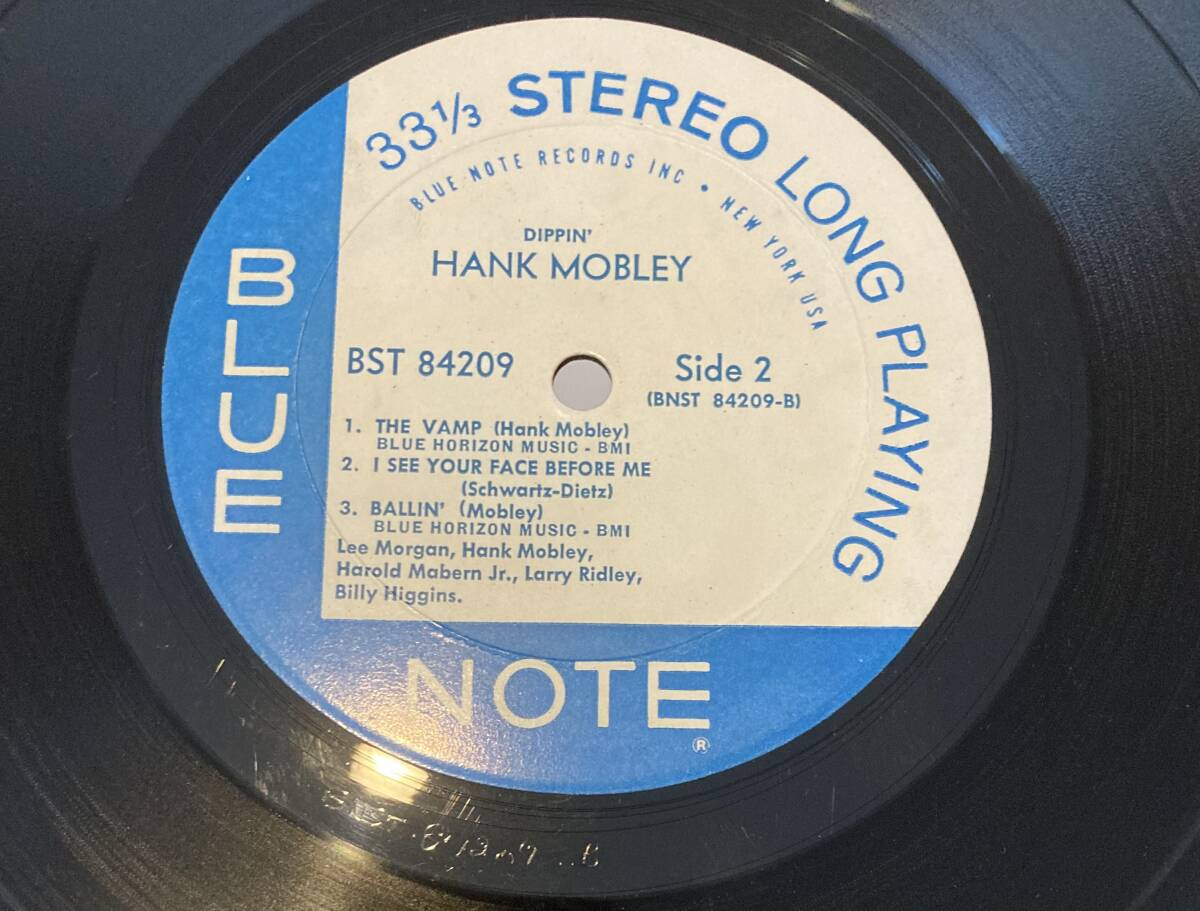 33⅓ STEREO LONG PLAYING
BLUE NOTE RECORDS INC • NEW YORK USA
DIPPIN'
HANK MOBLEY
BST 84209
Side 2
(BNST 84209-B)
1. THE VAMP (Hank Mobley)
BLUE HORIZON MUSIC - BMI
2. I SEE YOUR FACE BEFORE ME
(Schwartz-Dietz)
3. BALLIN' (Mobley)
BLUE HORIZON MUSIC - BMI
Lee Morgan, Hank Mobley,
Harold Mabern Jr., Larry Ridley,
Billy Higgins.
BLUE
NOTE
®